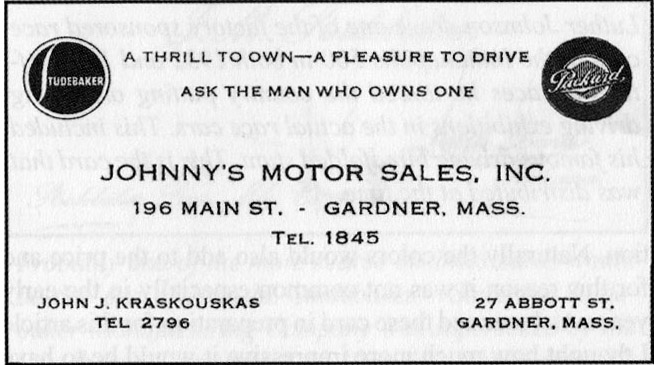 TUDEBAKER
A THRILL TO OWN—A PLEASURE TO DRIVE
Packard
ASK THE MAN WHO OWNS ONE
JOHNNY'S MOTOR SALES, INC.
196 MAIN ST. - GARDNER, MASS.
TEL. 1845
JOHN J. KRASKOUSKAS
27 ABBOTT ST.
TEL 2796
GARDNER, MASS.